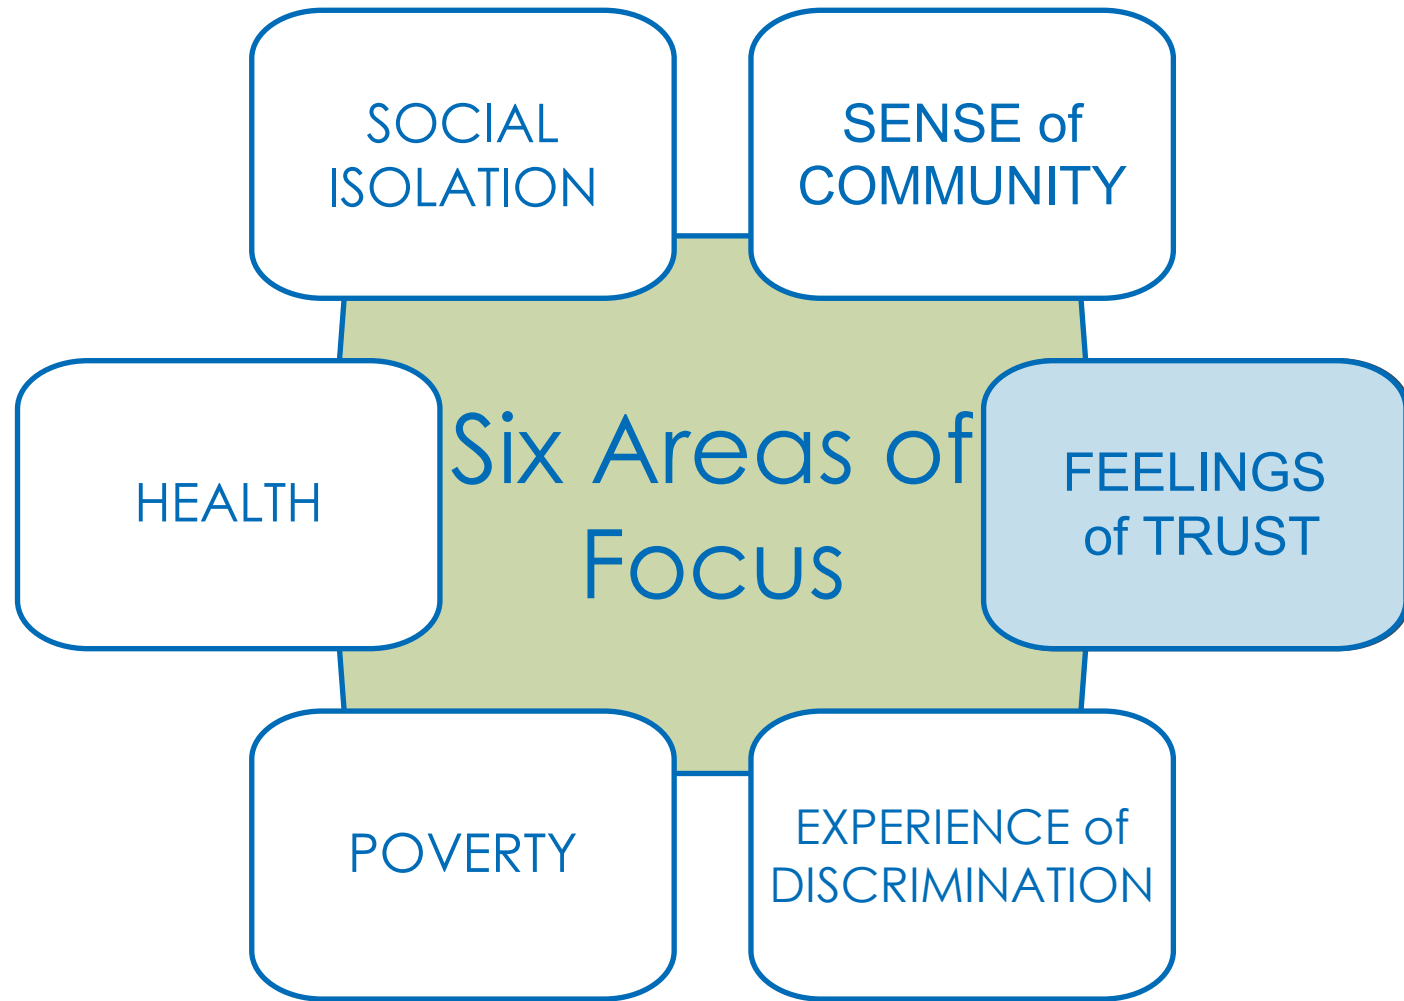 SOCIAL
ISOLATION
SENSE of
COMMUNITY
HEALTH
Six Areas of
Focus
FEELINGS
of TRUST
POVERTY
EXPERIENCE of
DISCRIMINATION